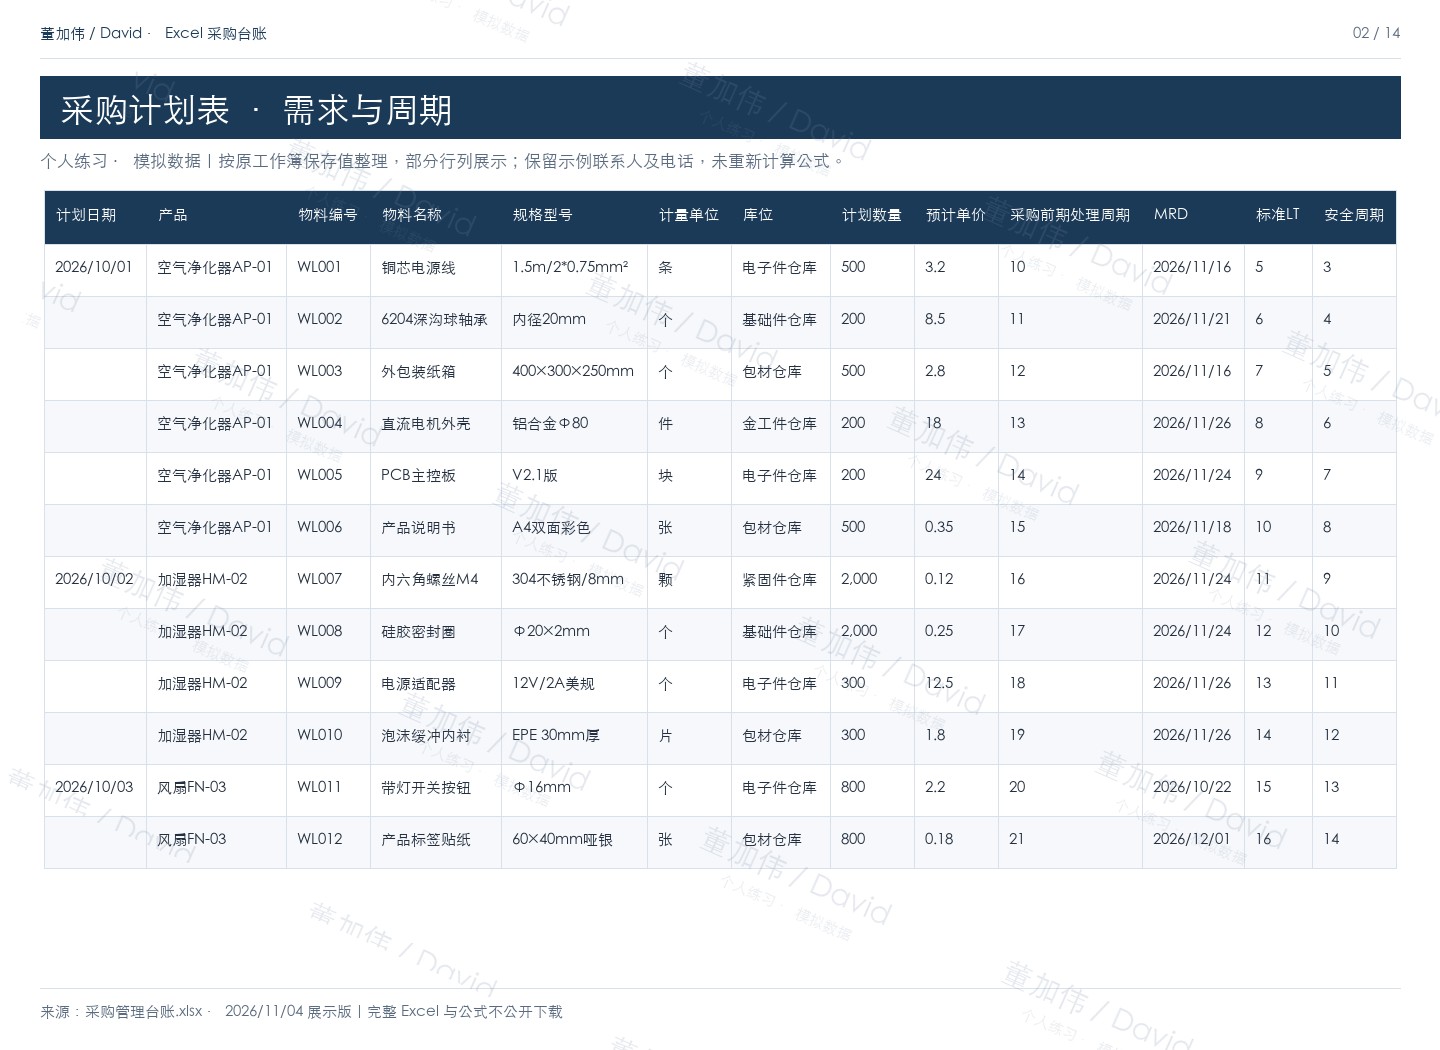 董加伟 / David · Excel 采购台账
02 / 14
采购计划表 · 需求与周期
个人练习 · 模拟数据丨按原工作簿保存值整理，部分行列展示；保留示例联系人及电话，未重新计算公式。
计划日期 产品 物料编号 物料名称 规格型号 计量单位 库位 计划数量 预计单价 采购前期处理周期 MRD 标准LT 安全周期
2026/10/01 空气净化器AP-01 WL001 铜芯电源线 1.5m/2*0.75mm² 条 电子件仓库 500 3.2 10 2026/11/16 5 3
空气净化器AP-01 WL002 6204深沟球轴承 内径20mm 个 基础件仓库 200 8.5 11 2026/11/21 6 4
空气净化器AP-01 WL003 外包装纸箱 400×300×250mm 个 包材仓库 500 2.8 12 2026/11/16 7 5
空气净化器AP-01 WL004 直流电机外壳 铝合金Φ80 件 金工件仓库 200 18 13 2026/11/26 8 6
空气净化器AP-01 WL005 PCB主控板 V2.1版 块 电子件仓库 200 24 14 2026/11/24 9 7
空气净化器AP-01 WL006 产品说明书 A4双面彩色 张 包材仓库 500 0.35 15 2026/11/18 10 8
2026/10/02 加湿器HM-02 WL007 内六角螺丝M4 304不锈钢/8mm 颗 紧固件仓库 2,000 0.12 16 2026/11/24 11 9
加湿器HM-02 WL008 硅胶密封圈 Φ20×2mm 个 基础件仓库 2,000 0.25 17 2026/11/24 12 10
加湿器HM-02 WL009 电源适配器 12V/2A美规 个 电子件仓库 300 12.5 18 2026/11/26 13 11
加湿器HM-02 WL010 泡沫缓冲内衬 EPE 30mm厚 片 包材仓库 300 1.8 19 2026/11/26 14 12
2026/10/03 风扇FN-03 WL011 带灯开关按钮 Φ16mm 个 电子件仓库 800 2.2 20 2026/10/22 15 13
风扇FN-03 WL012 产品标签贴纸 60×40mm哑银 张 包材仓库 800 0.18 21 2026/12/01 16 14
来源：采购管理台账.xlsx · 2026/11/04 展示版丨完整 Excel 与公式不公开下载
董加伟 / David
个人练习 · 模拟数据